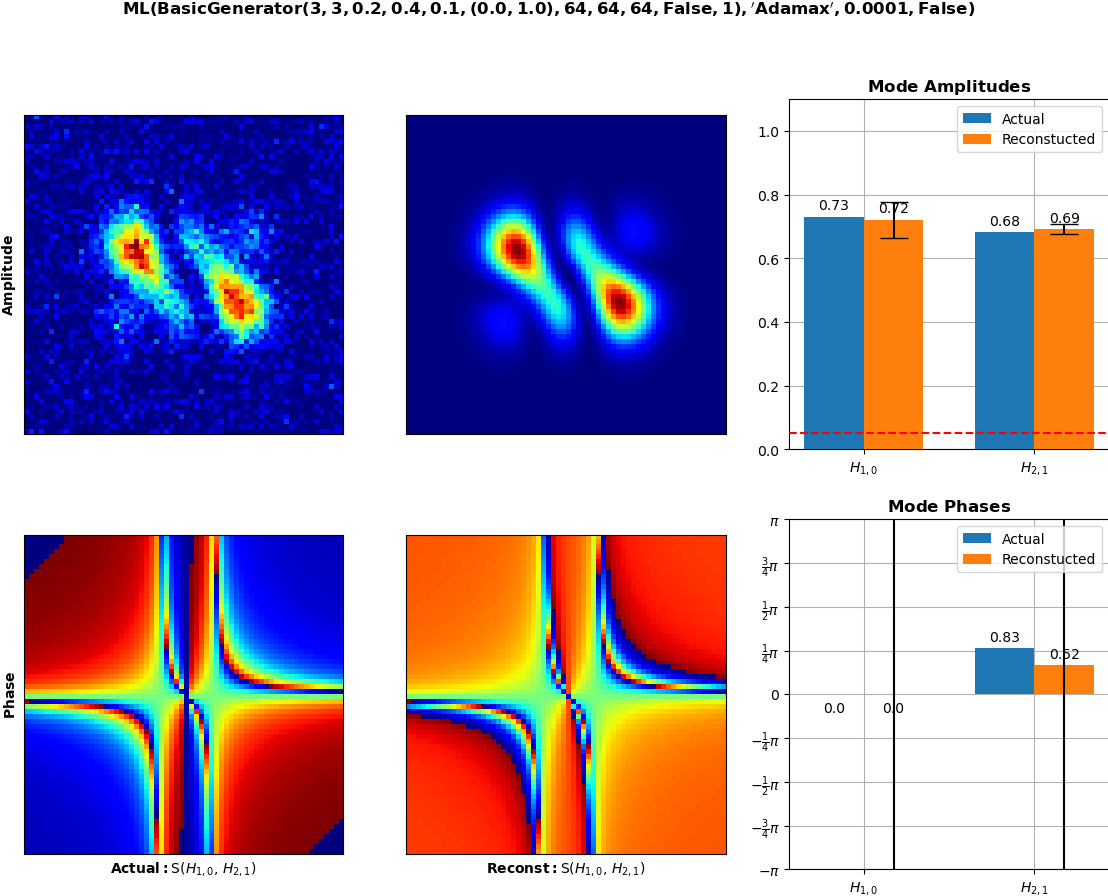 ML(BasicGenerator(3, 3, 0.2, 0.4, 0.1, (0.0, 1.0), 64, 64, 64, False, 1), ′Adamax′, 0.0001, False)
Amplitude
Mode Amplitudes
Actual
Reconstucted
1.0
0.8
0.6
0.4
0.2
0.0
0.73
0.72
0.68
0.69
H1, 0
H2, 1
Phase
Actual: S(H1, 0, H2, 1)
Reconst: S(H1, 0, H2, 1)
Mode Phases
Actual
Reconstucted
π
3/4π
1/2π
1/4π
0
−1/4π
−1/2π
−3/4π
−π
0.0
0.0
0.83
0.52
H1, 0
H2, 1